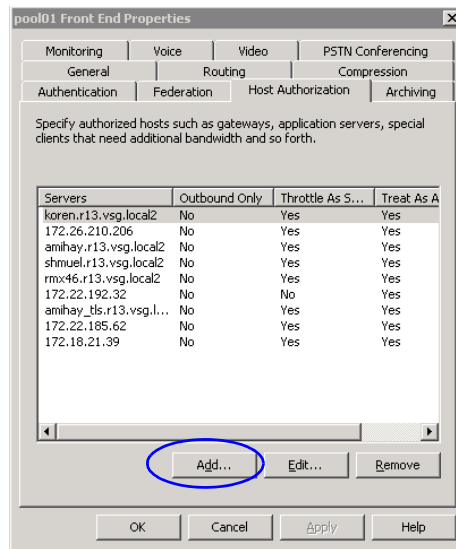 pool01 Front End Properties
Monitoring Voice Video PSTN Conferencing
General Routing Compression
Authentication Federation Host Authorization Archiving
Specify authorized hosts such as gateways, application servers, special
clients that need additional bandwidth and so forth.
Servers Outbound Only Throttle As S... Treat As A
koren.r13.vsg.local2 No Yes Yes
172.26.210.206 No Yes Yes
amihay.r13.vsg.local2 No Yes Yes
shmuel.r13.vsg.local2 No Yes Yes
rmx46.r13.vsg.local2 No Yes Yes
172.22.192.32 No No Yes
amihay_tls.r13.vsg.l... No Yes Yes
172.22.185.62 No Yes Yes
172.18.21.39 No Yes Yes
Add... Edit... Remove
OK Cancel Apply Help